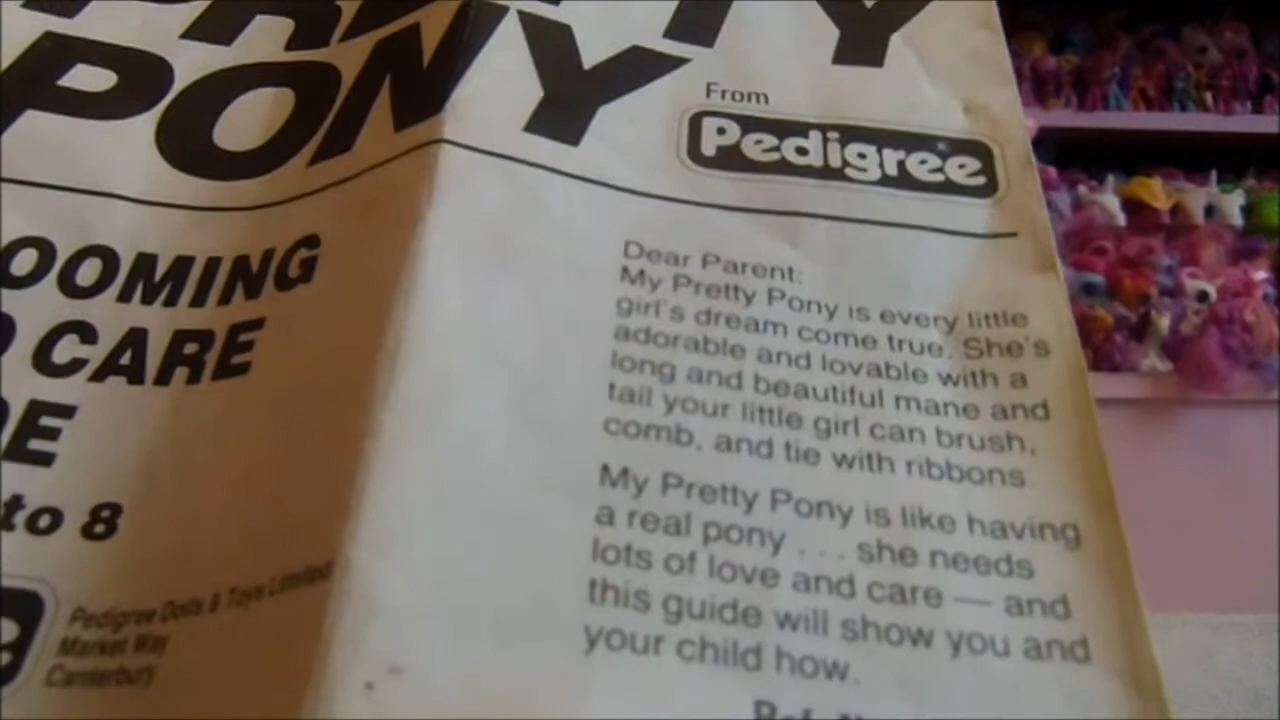 PONY
OOMING
CARE
to 8
Pedigree Dolls & Toys Limited
Market Way
Canterbury
From
Pedigree
Dear Parent:
My Pretty Pony is every little
girl's dream come true. She's
adorable and lovable with a
long and beautiful mane and
tail your little girl can brush,
comb, and tie with ribbons
My Pretty Pony is like having
a real pony . . . she needs
lots of love and care — and
this guide will show you and
your child how.